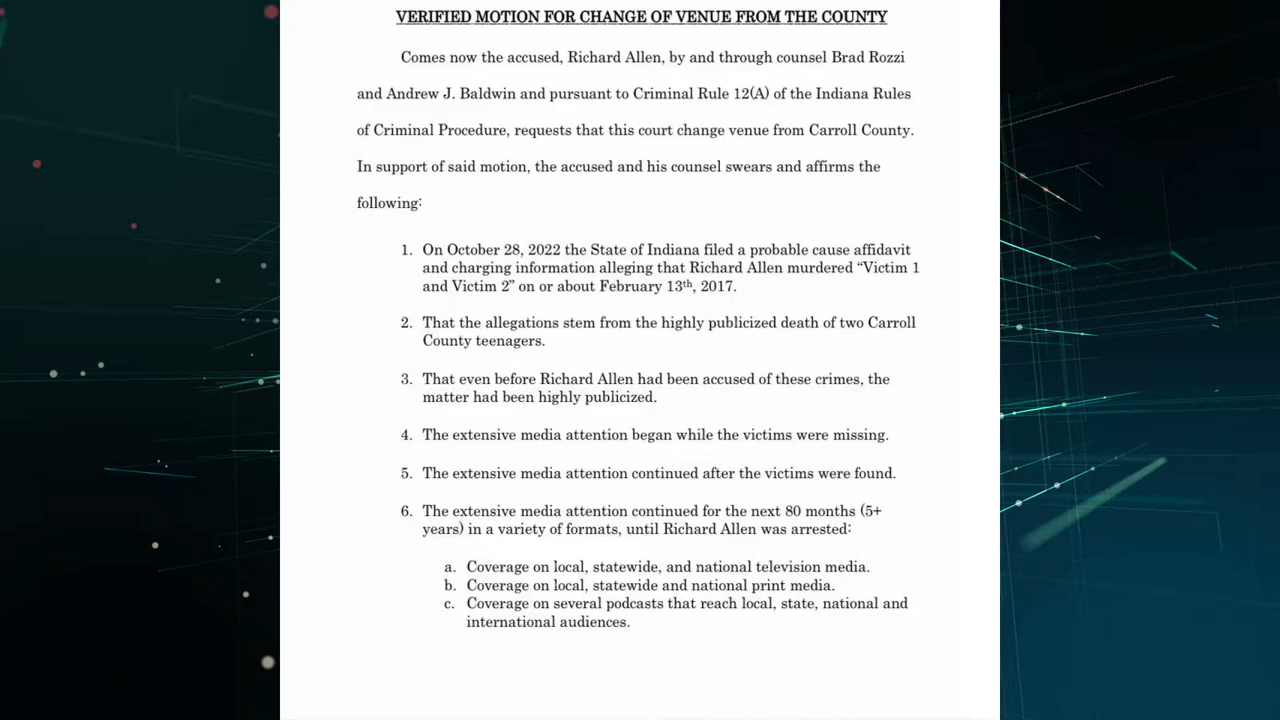 VERIFIED MOTION FOR CHANGE OF VENUE FROM THE COUNTY
Comes now the accused, Richard Allen, by and through counsel Brad Rozzi
and Andrew J. Baldwin and pursuant to Criminal Rule 12(A) of the Indiana Rules
of Criminal Procedure, requests that this court change venue from Carroll County.
In support of said motion, the accused and his counsel swears and affirms the
following:
1. On October 28, 2022 the State of Indiana filed a probable cause affidavit
and charging information alleging that Richard Allen murdered “Victim 1
and Victim 2” on or about February 13th, 2017.
2. That the allegations stem from the highly publicized death of two Carroll
County teenagers.
3. That even before Richard Allen had been accused of these crimes, the
matter had been highly publicized.
4. The extensive media attention began while the victims were missing.
5. The extensive media attention continued after the victims were found.
6. The extensive media attention continued for the next 80 months (5+
years) in a variety of formats, until Richard Allen was arrested:
a. Coverage on local, statewide, and national television media.
b. Coverage on local, statewide and national print media.
c. Coverage on several podcasts that reach local, state, national and
international audiences.